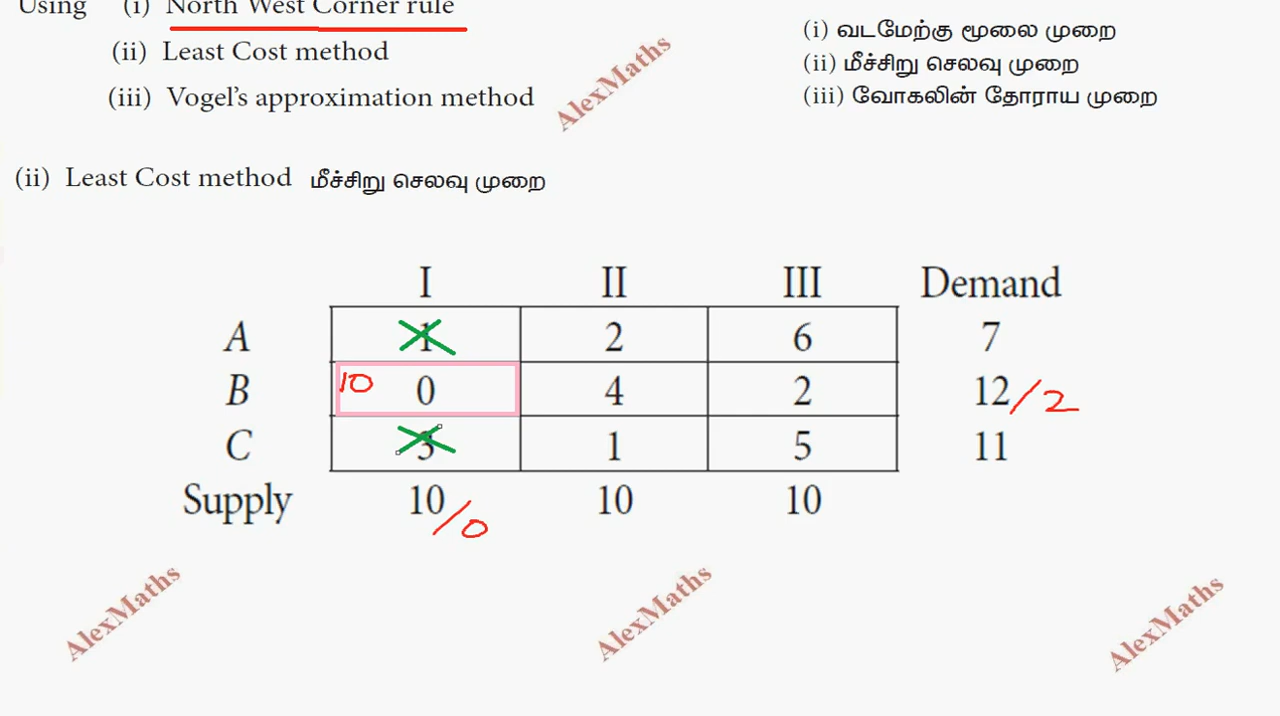 Using (i) North West Corner rule
(ii) Least Cost method
(iii) Vogel's approximation method
(i) வடமேற்கு மூலை முறை
(ii) மீச்சிறு செலவு முறை
(iii) வோகலின் தோராய முறை
AlexMaths
(ii) Least Cost method மீச்சிறு செலவு முறை
I II III Demand
A 1 2 6 7
B 10 0 4 2 12/2
C 3 1 5 11
Supply 10/0 10 10
AlexMaths AlexMaths AlexMaths